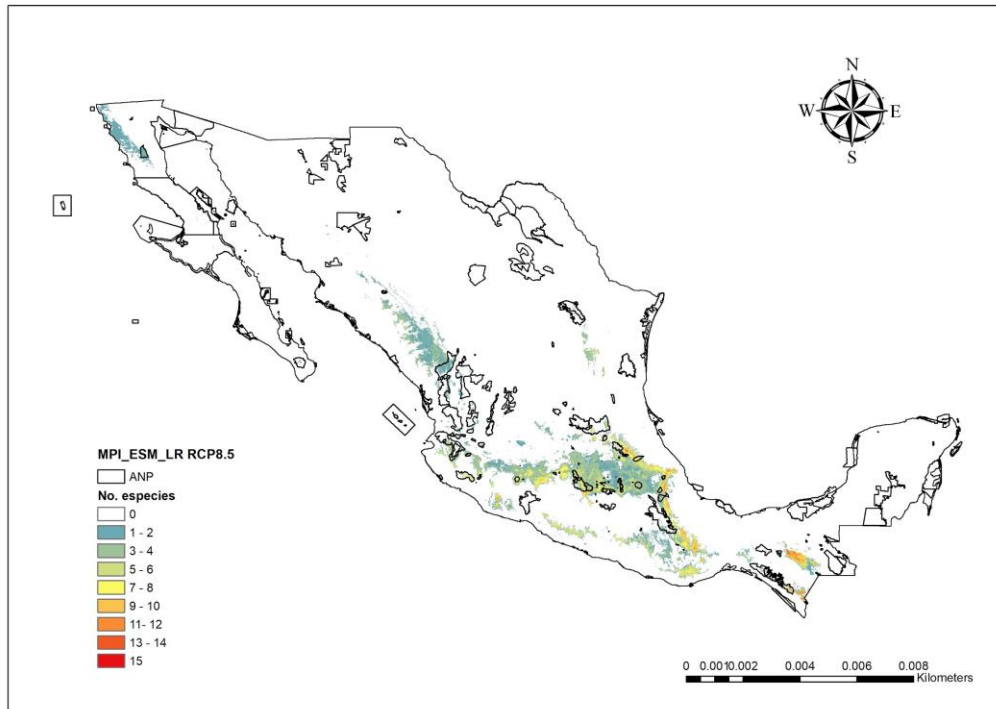 N
W E
S
MPI_ESM_LR RCP8.5
ANP
No. especies
0
1 - 2
3 - 4
5 - 6
7 - 8
9 - 10
11- 12
13 - 14
15
0 0.0010.002 0.004 0.006 0.008
Kilometers